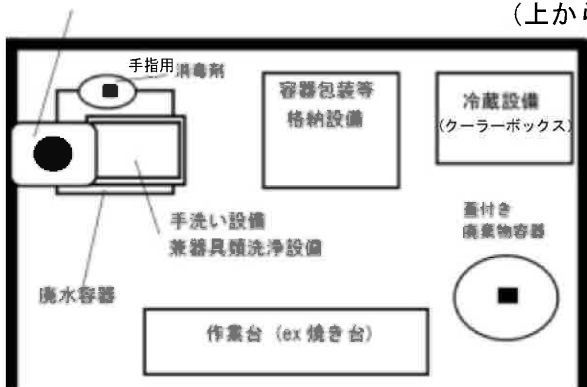 (上から
手指用 消毒剤
容器包装等
格納設備
冷蔵設備
(クーラーボックス)
手洗い設備
兼器具類洗浄設備
蓋付き
廃棄物容器
廃水容器
作業台 (ex 焼き台)